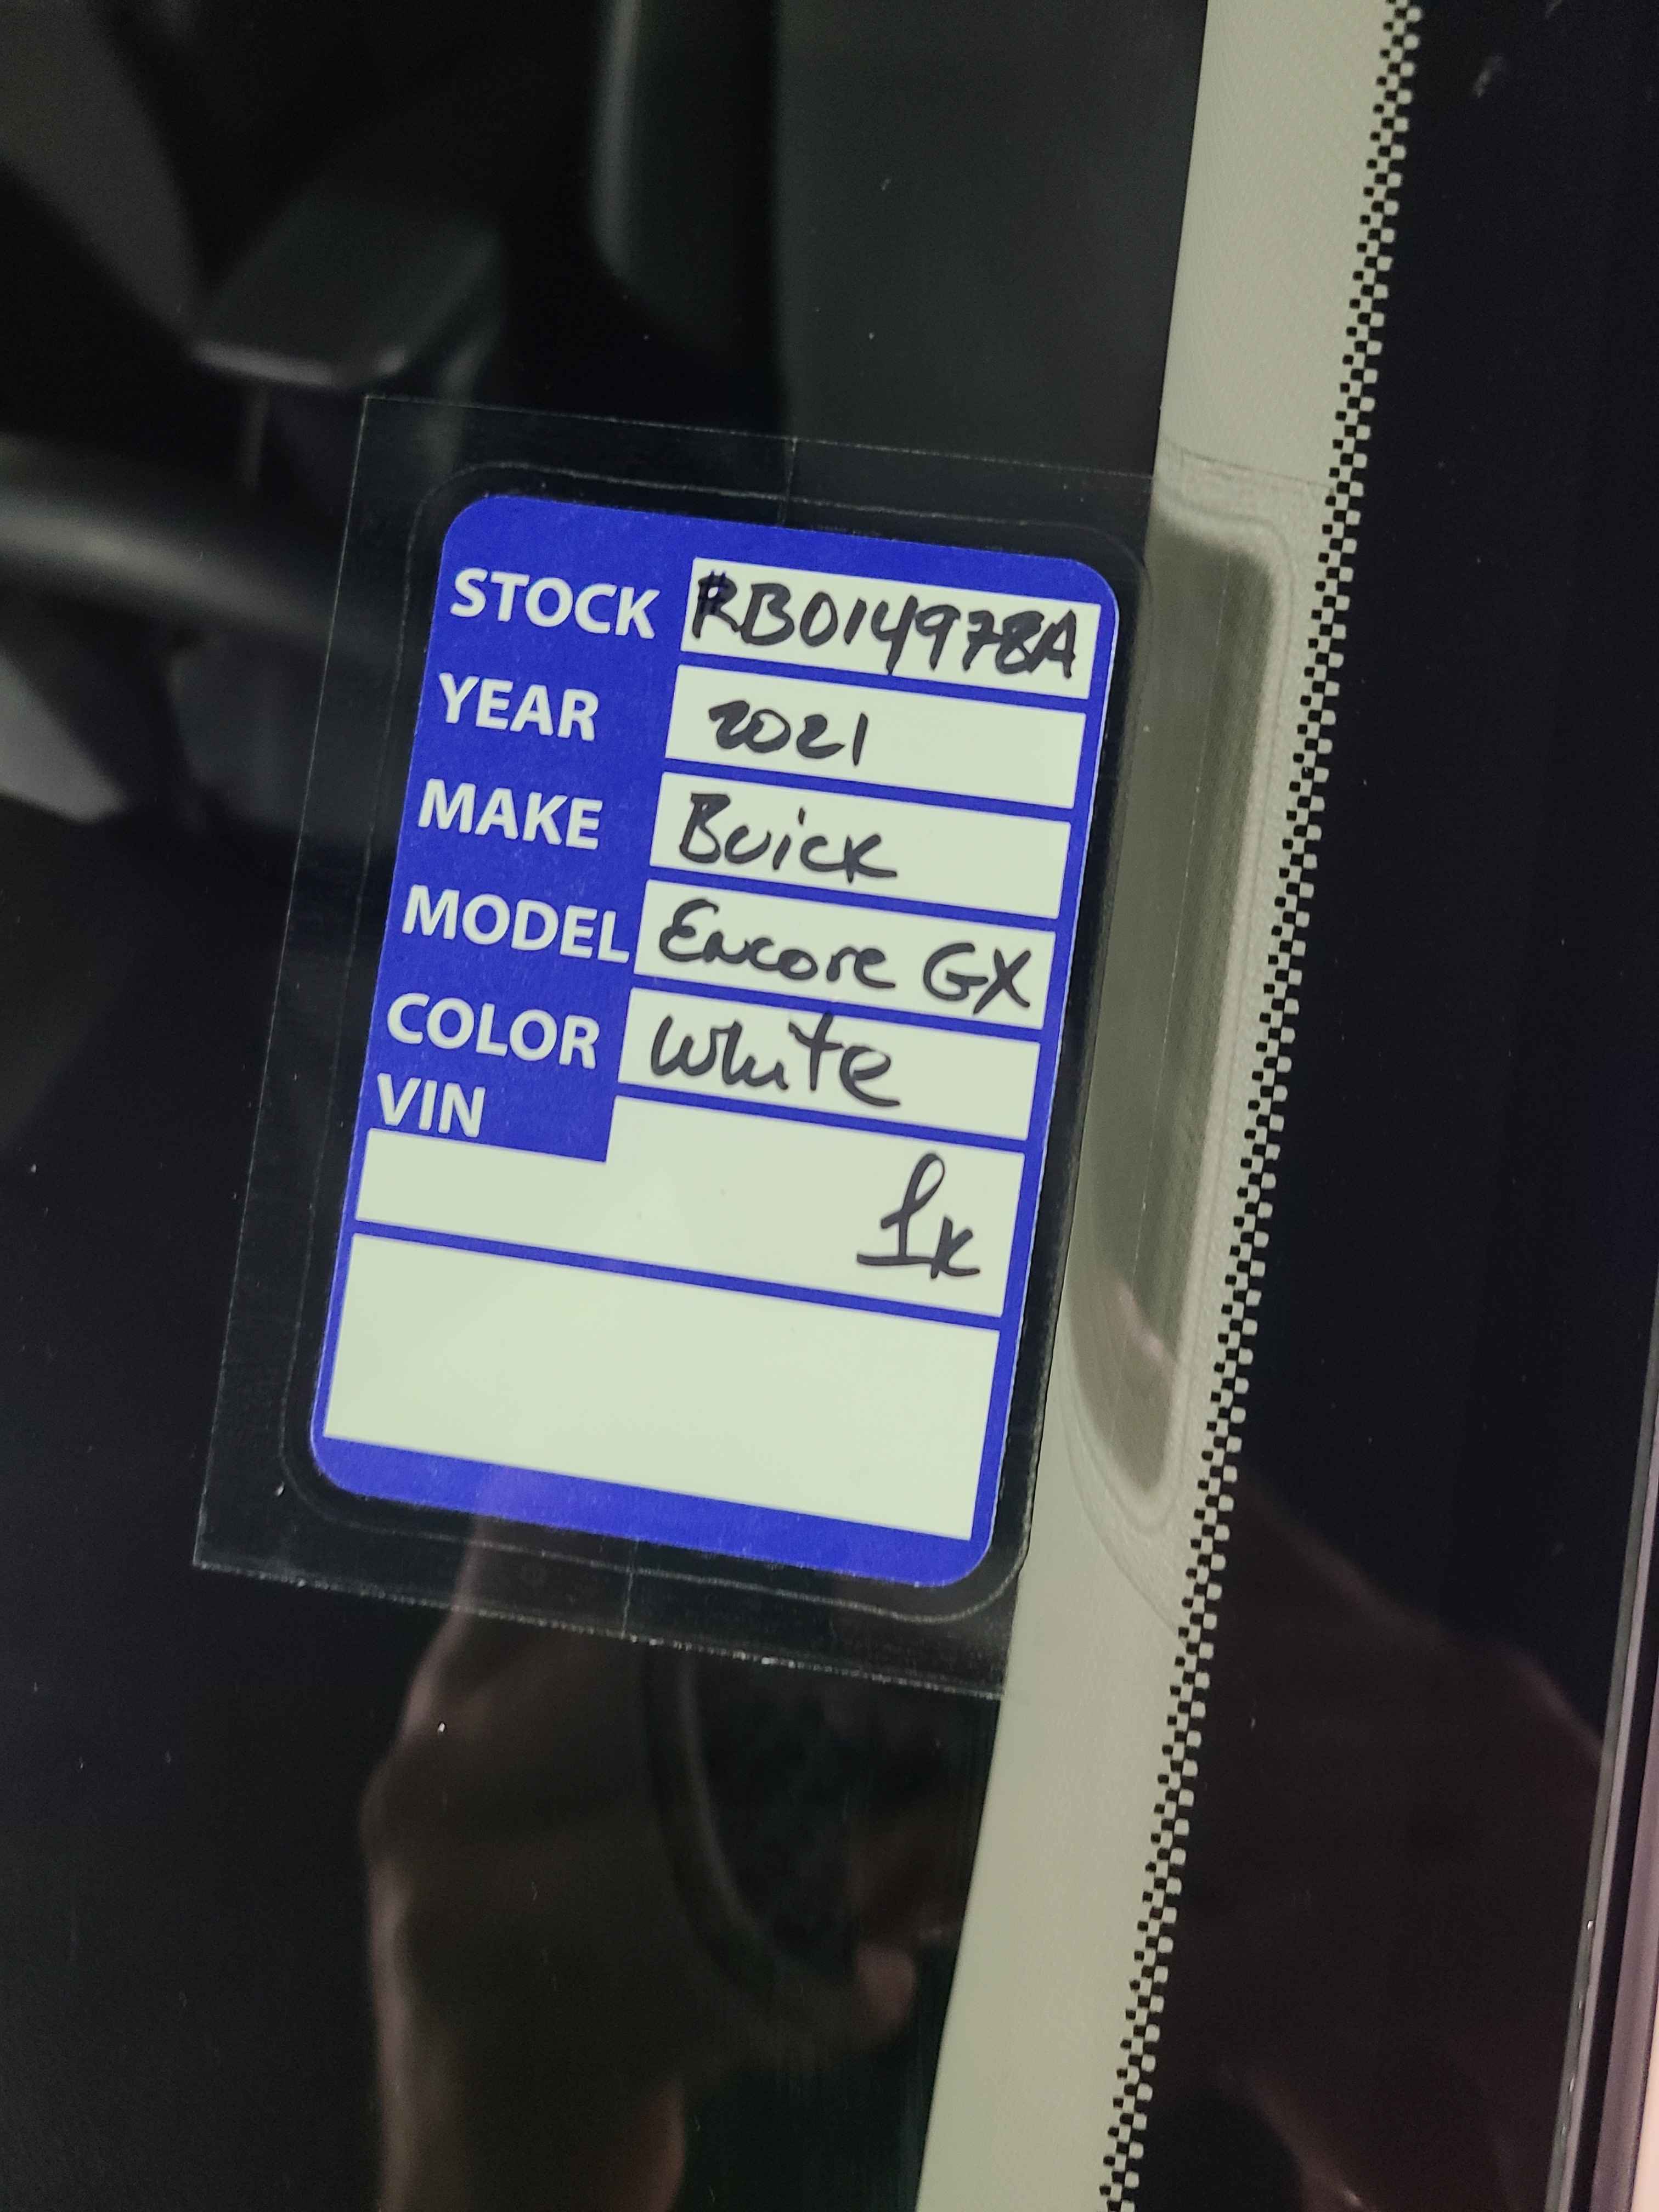 STOCK #RB014978A
YEAR 2021
MAKE Buick
MODEL Encore GX
COLOR White
VIN
1k